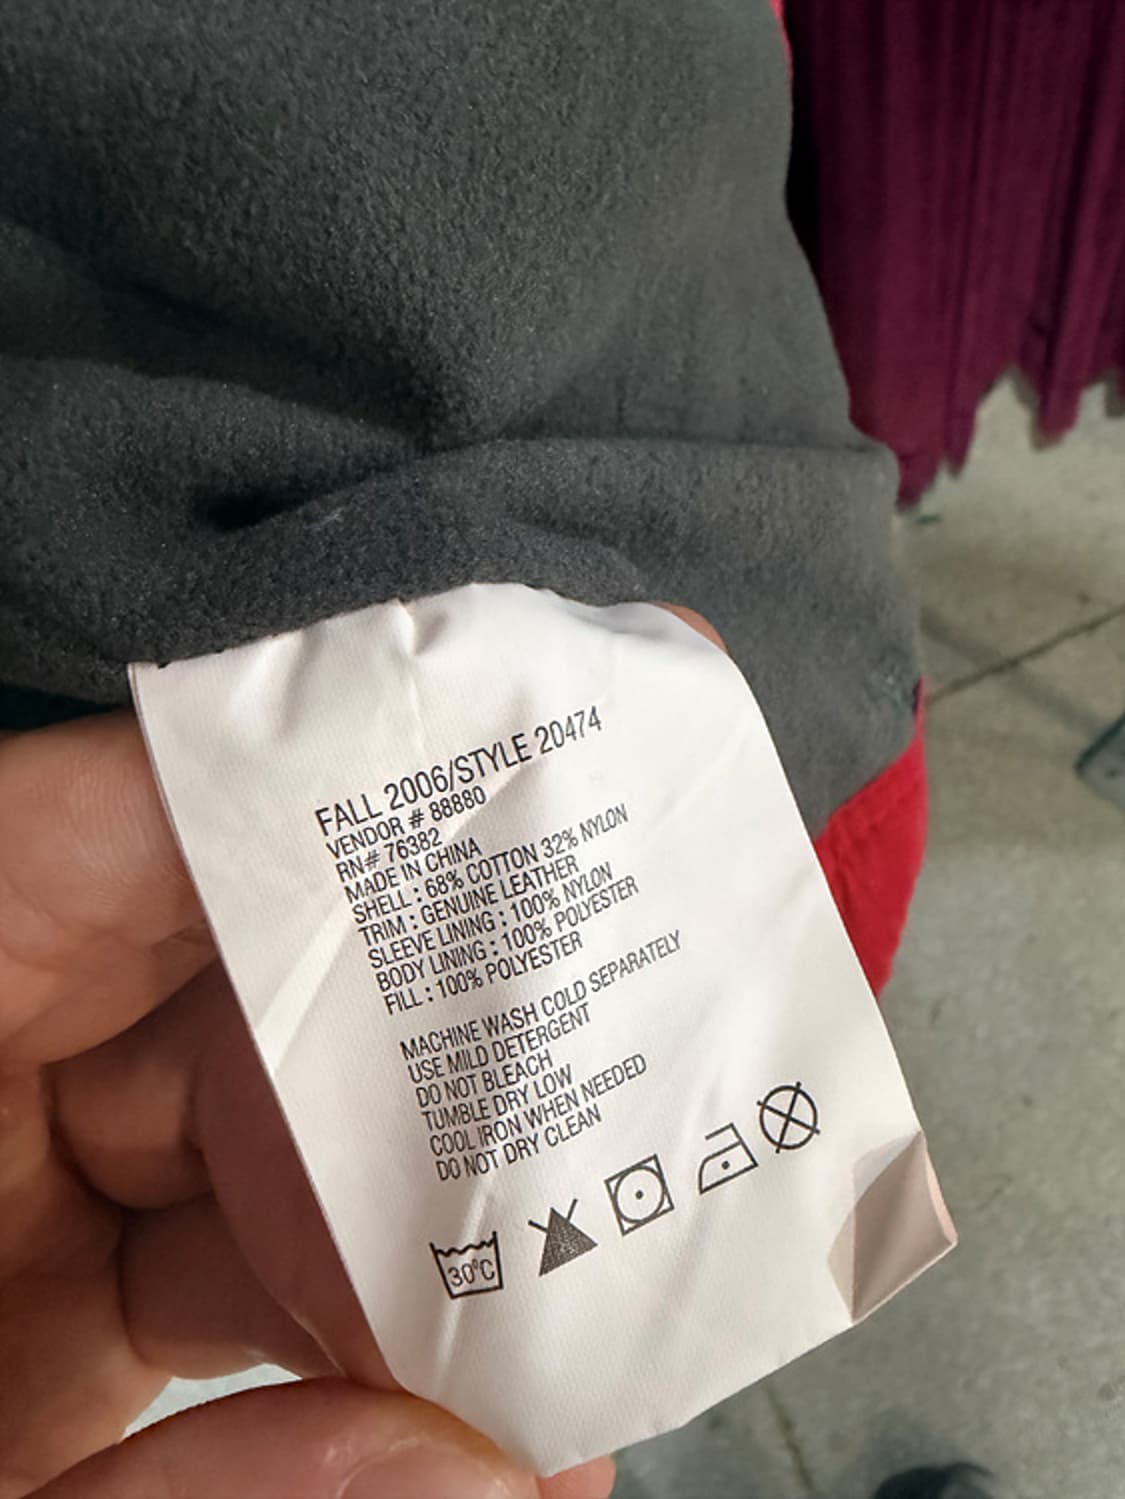 FALL 2006/STYLE 20474
VENDOR # 88880
RN# 76382
MADE IN CHINA
SHELL : 68% COTTON 32% NYLON
TRIM : GENUINE LEATHER
SLEEVE LINING : 100% NYLON
BODY LINING : 100% POLYESTER
FILL : 100% POLYESTER
MACHINE WASH COLD SEPARATELY
USE MILD DETERGENT
DO NOT BLEACH
TUMBLE DRY LOW
COOL IRON WHEN NEEDED
DO NOT DRY CLEAN
30°C